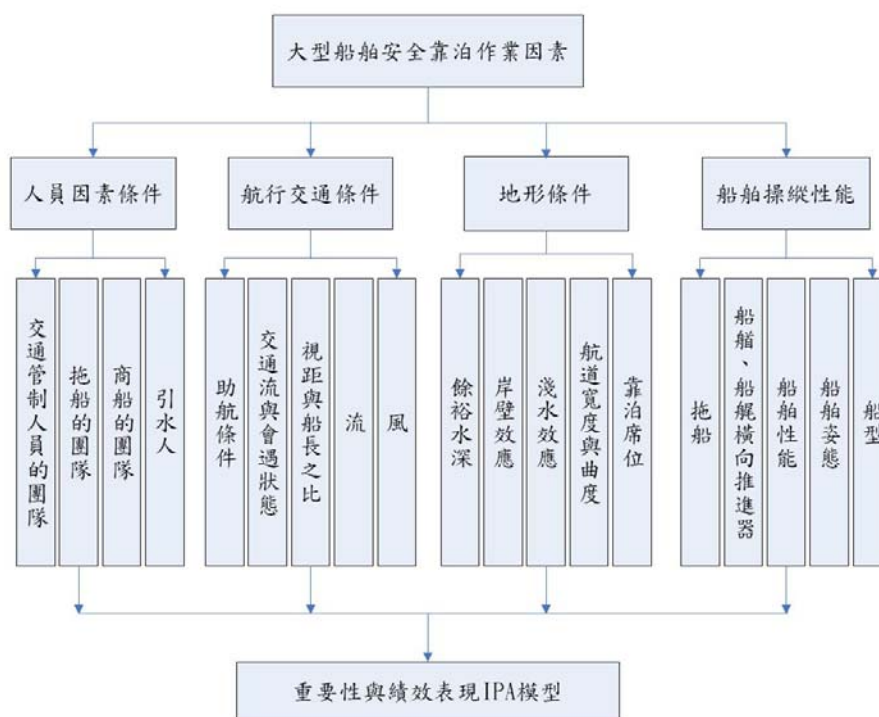 大型船舶安全靠泊作業因素
人員因素條件
航行交通條件
地形條件
船舶操縱性能
交通管制人員的團隊
拖船的團隊
商船的團隊
引水人
助航條件
交通流與會遇狀態
視距與船長之比
流
風
餘裕水深
岸壁效應
淺水效應
航道寬度與曲度
靠泊席位
拖船
船艏、船艉橫向推進器
船舶性能
船舶姿態
船型
重要性與績效表現IPA模型